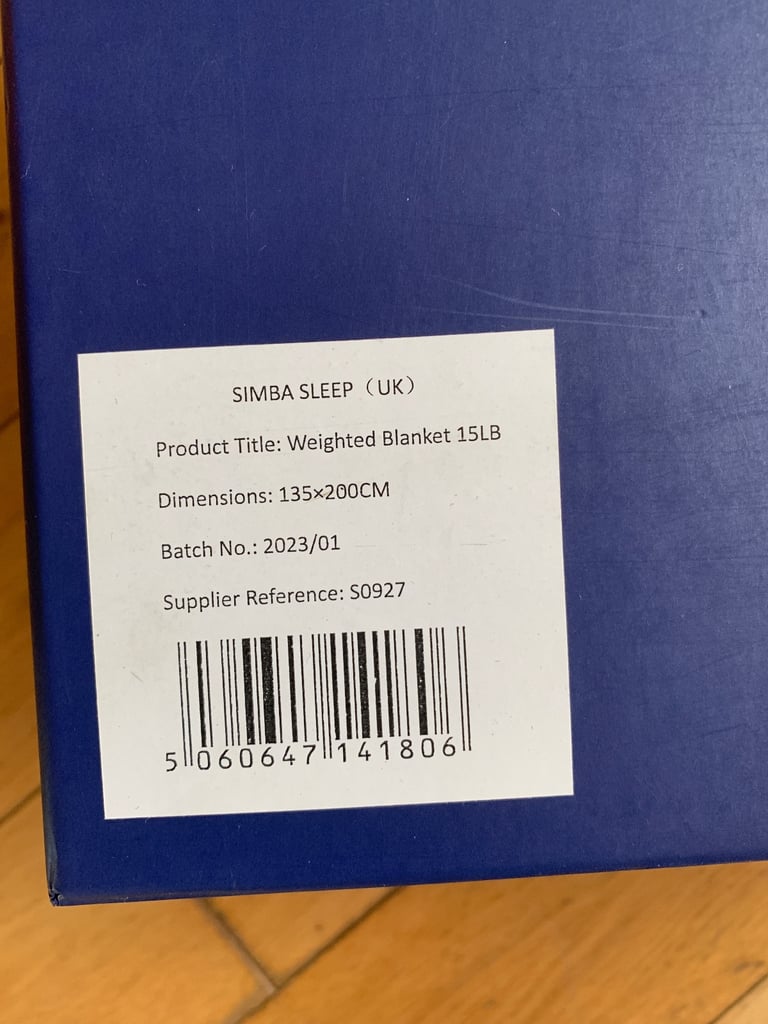 SIMBA SLEEP（UK）
Product Title: Weighted Blanket 15LB
Dimensions: 135×200CM
Batch No.: 2023/01
Supplier Reference: S0927
5 060647 141806